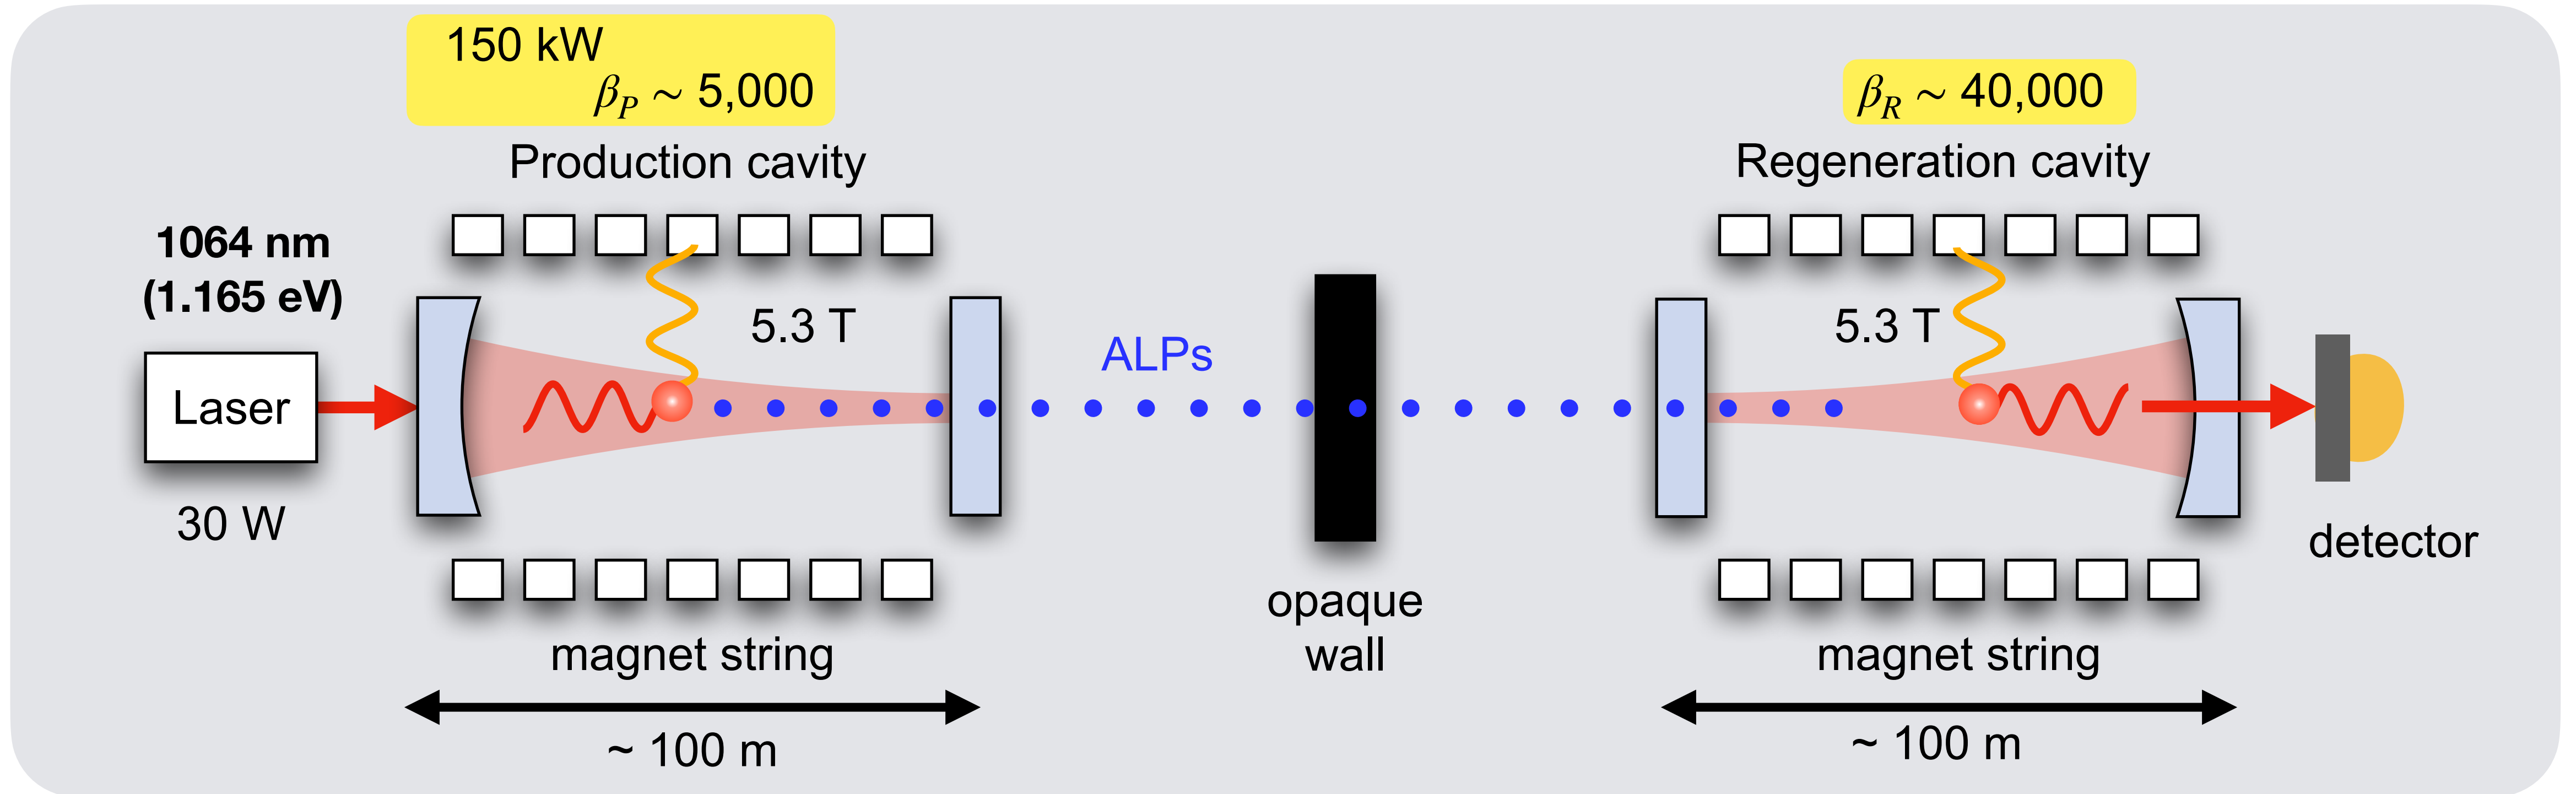 150 kW
βP ~ 5,000
Production cavity
βR ~ 40,000
Regeneration cavity
1064 nm
(1.165 eV)
Laser
30 W
5.3 T
ALPs
5.3 T
opaque
wall
detector
magnet string
~ 100 m
magnet string
~ 100 m